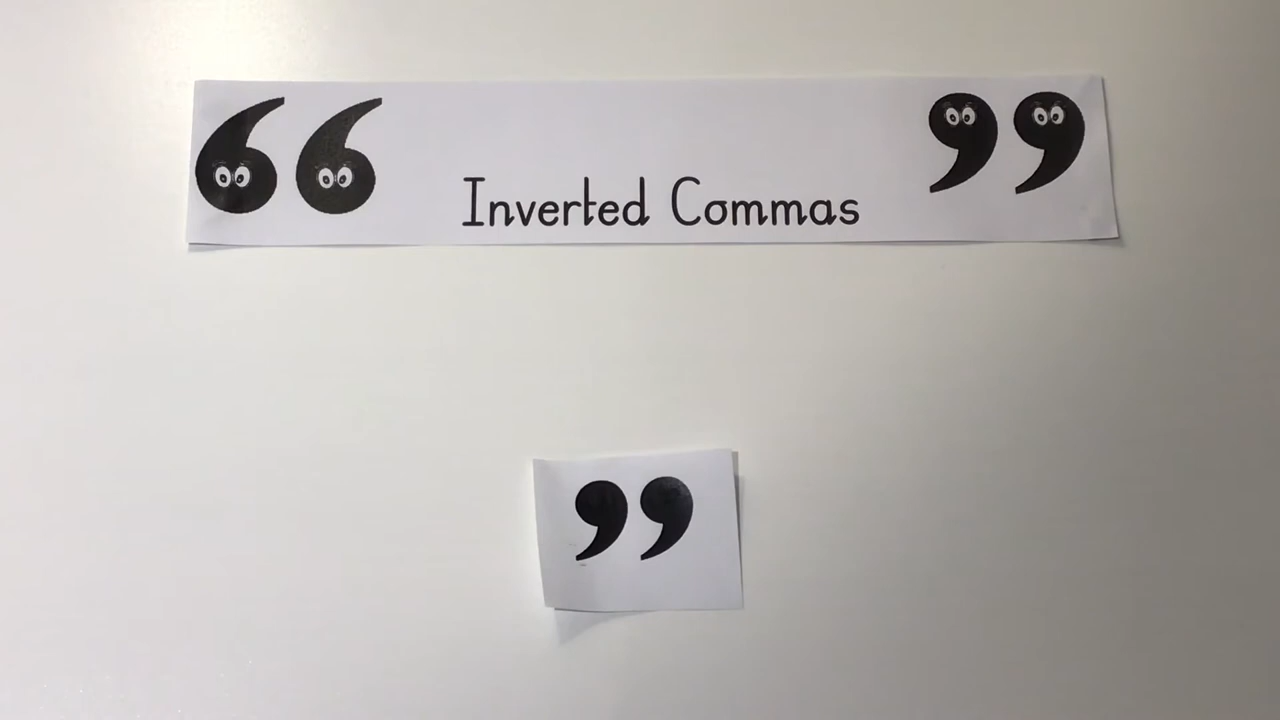 “ Inverted Commas ”
”